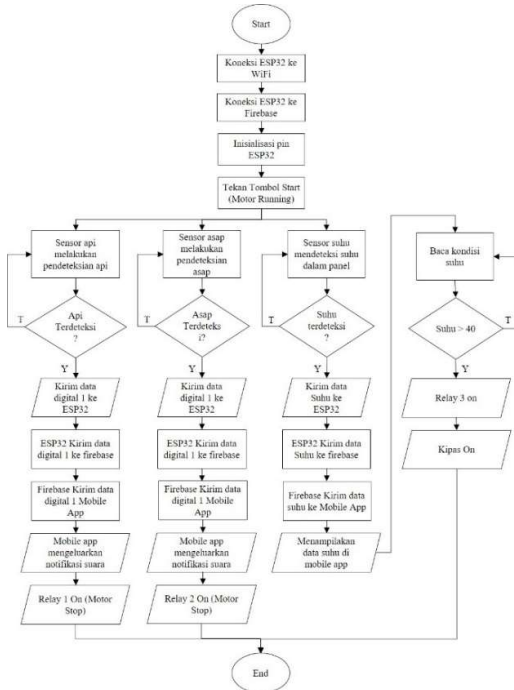 Start
Koneksi ESP32 ke
WiFi
Koneksi ESP32 ke
Firebase
Inisialisasi pin
ESP32
Tekan Tombol Start
(Motor Running)
Sensor api
melakukan
pendeteksian api
T
Api
Terdeteksi
?
Y
Kirim data
digital 1 ke
ESP32
ESP32 Kirim data
digital 1 ke firebase
Firebase Kirim data
digital 1 Mobile
App
Mobile app
mengeluarkan
notifikasi suara
Relay 1 On (Motor
Stop)
Sensor asap
melakukan
pendeteksian
asap
T
Asap
Terdeteks
i?
Y
Kirim data
digital 1 ke
ESP32
ESP32 Kirim data
digital 1 ke firebase
Firebase Kirim data
digital 1 Mobile
App
Mobile app
mengeluarkan
notifikasi suara
Relay 2 On (Motor
Stop)
Sensor suhu
mendeteksi suhu
dalam panel
T
Suhu
terdeteksi
?
Y
Kirim data
Suhu ke
ESP32
ESP32 Kirim data
Suhu ke firebase
Firebase Kirim data
suhu ke Mobile App
Menampilakan
data suhu di
mobile app
Baca kondisi
suhu
T
Suhu > 40
T
Y
Relay 3 on
Kipas On
End